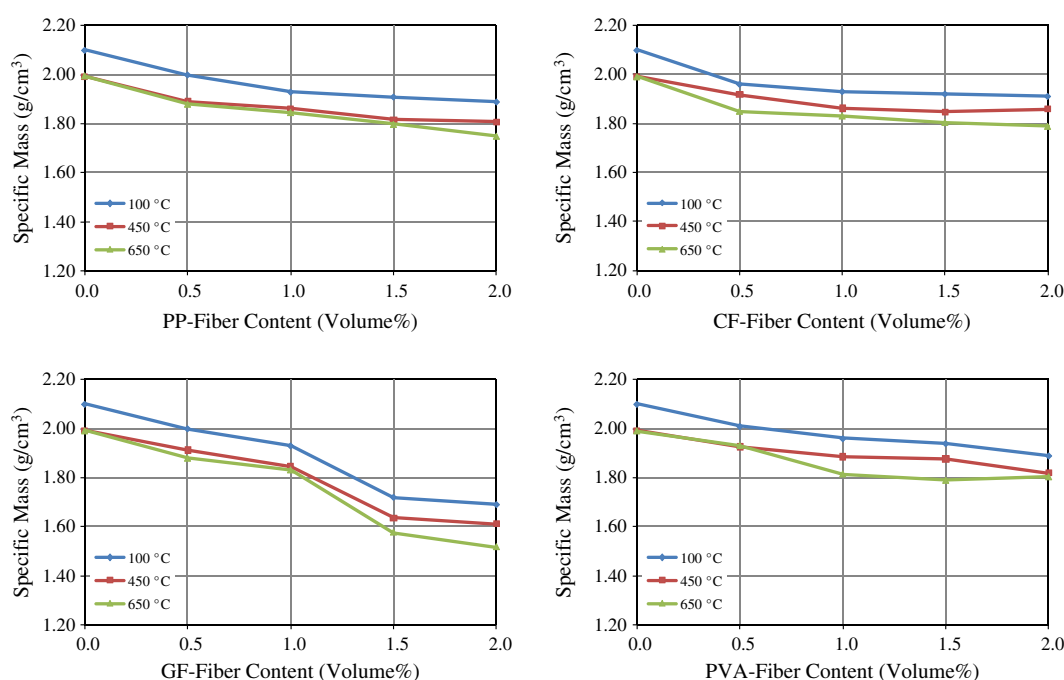 Specific Mass (g/cm³)
2.20
2.00
1.80
1.60
1.40
1.20
100 °C
450 °C
650 °C
0.0 0.5 1.0 1.5 2.0
PP-Fiber Content (Volume%)
Specific Mass (g/cm³)
2.20
2.00
1.80
1.60
1.40
1.20
100 °C
450 °C
650 °C
0.0 0.5 1.0 1.5 2.0
CF-Fiber Content (Volume%)
Specific Mass (g/cm³)
2.20
2.00
1.80
1.60
1.40
1.20
100 °C
450 °C
650 °C
0.0 0.5 1.0 1.5 2.0
GF-Fiber Content (Volume%)
Specific Mass (g/cm³)
2.20
2.00
1.80
1.60
1.40
1.20
100 °C
450 °C
650 °C
0.0 0.5 1.0 1.5 2.0
PVA-Fiber Content (Volume%)